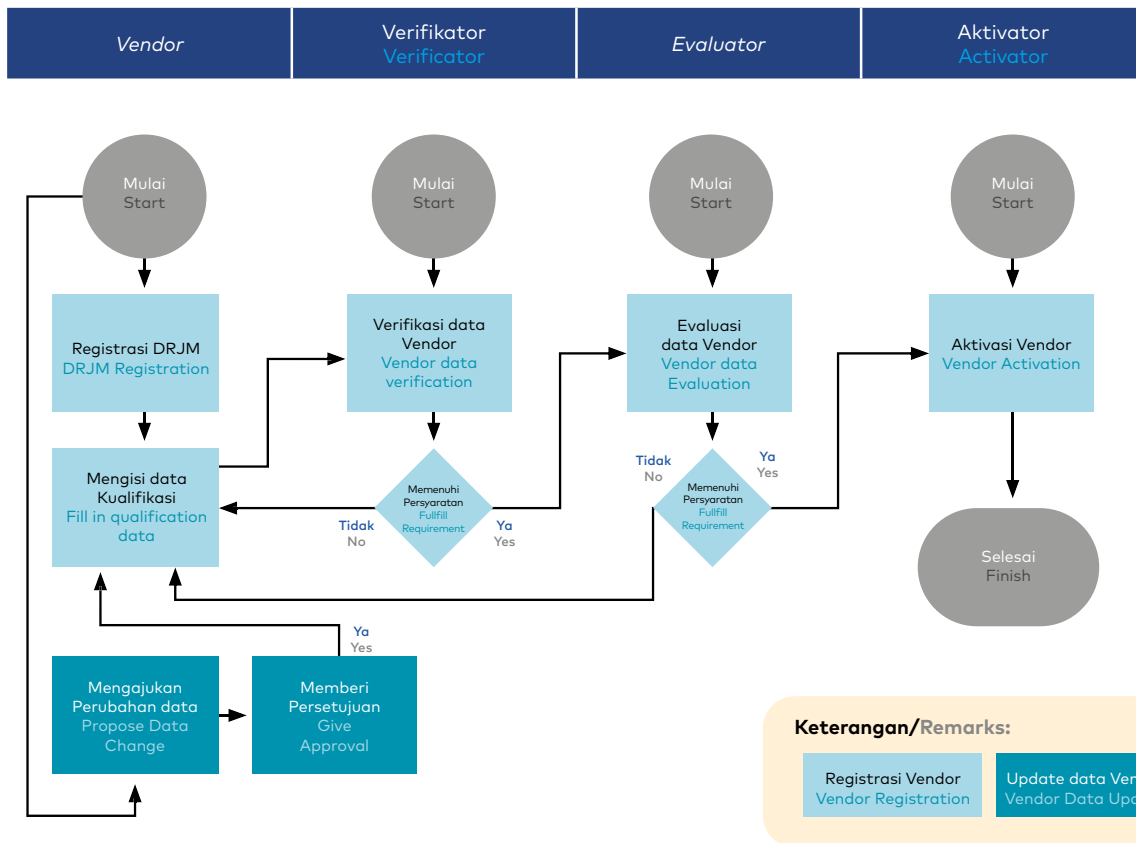 Vendor
Verifikator
Verificator
Evaluator
Aktivator
Activator
Mulai
Start
Mulai
Start
Mulai
Start
Mulai
Start
Registrasi DRJM
DRJM Registration
Verifikasi data
Vendor
Vendor data
verification
Evaluasi
data Vendor
Vendor data
Evaluation
Aktivasi Vendor
Vendor Activation
Mengisi data
Kualifikasi
Fill in qualification
data
Memenuhi
Persyaratan
Fullfill
Requirement
Tidak
No
Ya
Yes
Memenuhi
Persyaratan
Fullfill
Requirement
Tidak
No
Ya
Yes
Selesai
Finish
Ya
Yes
Mengajukan
Perubahan data
Propose Data
Change
Memberi
Persetujuan
Give
Approval
Keterangan/Remarks:
Registrasi Vendor
Vendor Registration
Update data
Vendor Data